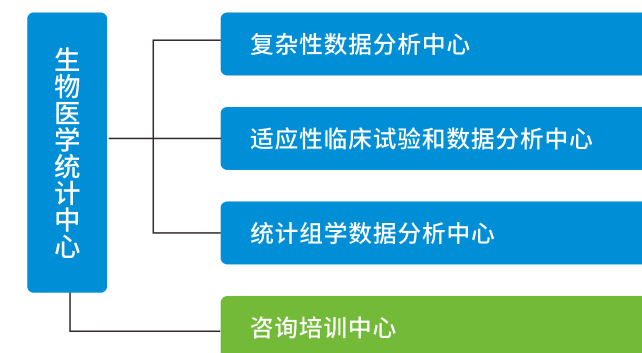 生物医学统计中心
复杂性数据分析中心
适应性临床试验和数据分析中心
统计组学数据分析中心
咨询培训中心